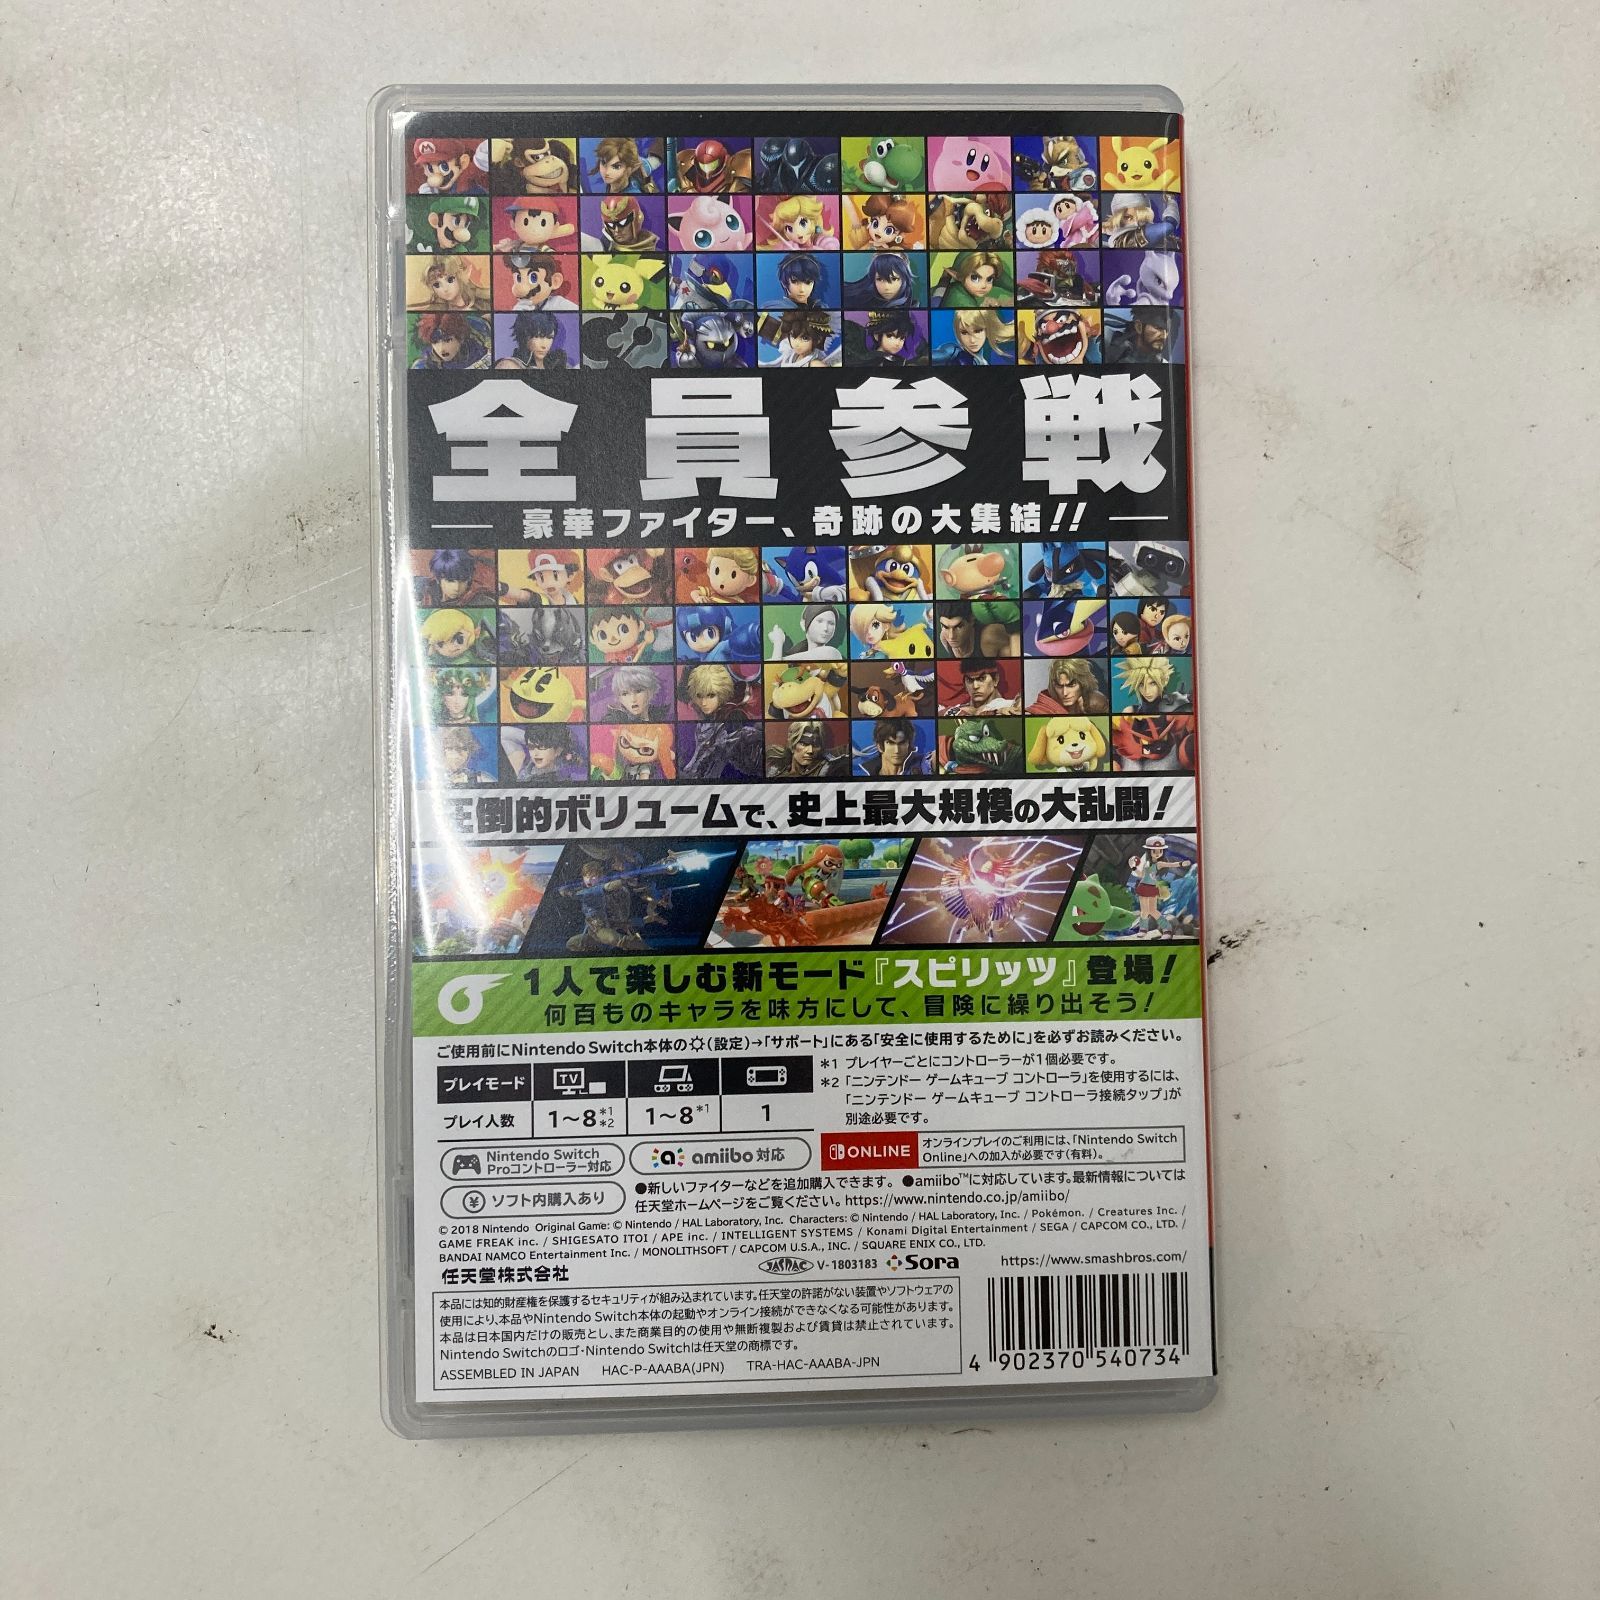 全員参戦
豪華ファイター、奇跡の大集結!!
圧倒的ボリュームで、史上最大規模の大乱闘!
1人で楽しむ新モード『スピリッツ』登場!
何百ものキャラを味方にして、冒険に繰り出そう!
ご使用前にNintendo Switch本体の(設定)→「サポート」にある「安全に使用するために」を必ずお読みください。
プレイモード TV
プレイ人数 1~8 *1 *2 1~8 *1 1
*1 プレイヤーごとにコントローラーが1個必要です。
*2 「ニンテンドー ゲームキューブ コントローラ」を使用するには、
「ニンテンドー ゲームキューブ コントローラ接続タップ」が
別途必要です。
Nintendo Switch
Proコントローラー対応
amiibo 対応
ONLINE
オンラインプレイのご利用には、「Nintendo Switch
Online」への加入が必要です(有料)。
¥ ソフト内購入あり
●新しいファイターなどを追加購入できます。 ●amiibo™に対応しています。最新情報については
任天堂ホームページをご覧ください。https://www.nintendo.co.jp/amiibo/
© 2018 Nintendo Original Game: © Nintendo / HAL Laboratory, Inc. Characters: © Nintendo / HAL Laboratory, Inc. / Pokémon. / Creatures Inc. /
GAME FREAK inc. / SHIGESATO ITOI / APE inc. / INTELLIGENT SYSTEMS / Konami Digital Entertainment / SEGA / CAPCOM CO., LTD. /
BANDAI NAMCO Entertainment Inc. / MONOLITHSOFT / CAPCOM U.S.A., INC. / SQUARE ENIX CO., LTD.
任天堂株式会社
JASRAC V-1803183 Sora https://www.smashbros.com/
本品には知的財産権を保護するセキュリティが組み込まれています。任天堂の許諾がない装置やソフトウェアの
使用により、本品やNintendo Switch本体の起動やオンライン接続ができなくなる可能性があります。
本品は日本国内だけの販売とし、また商業目的の使用や無断複製および賃貸は禁止されています。
Nintendo Switchのロゴ・Nintendo Switchは任天堂の商標です。
ASSEMBLED IN JAPAN HAC-P-AAABA(JPN) TRA-HAC-AAABA-JPN
4 902370 540734